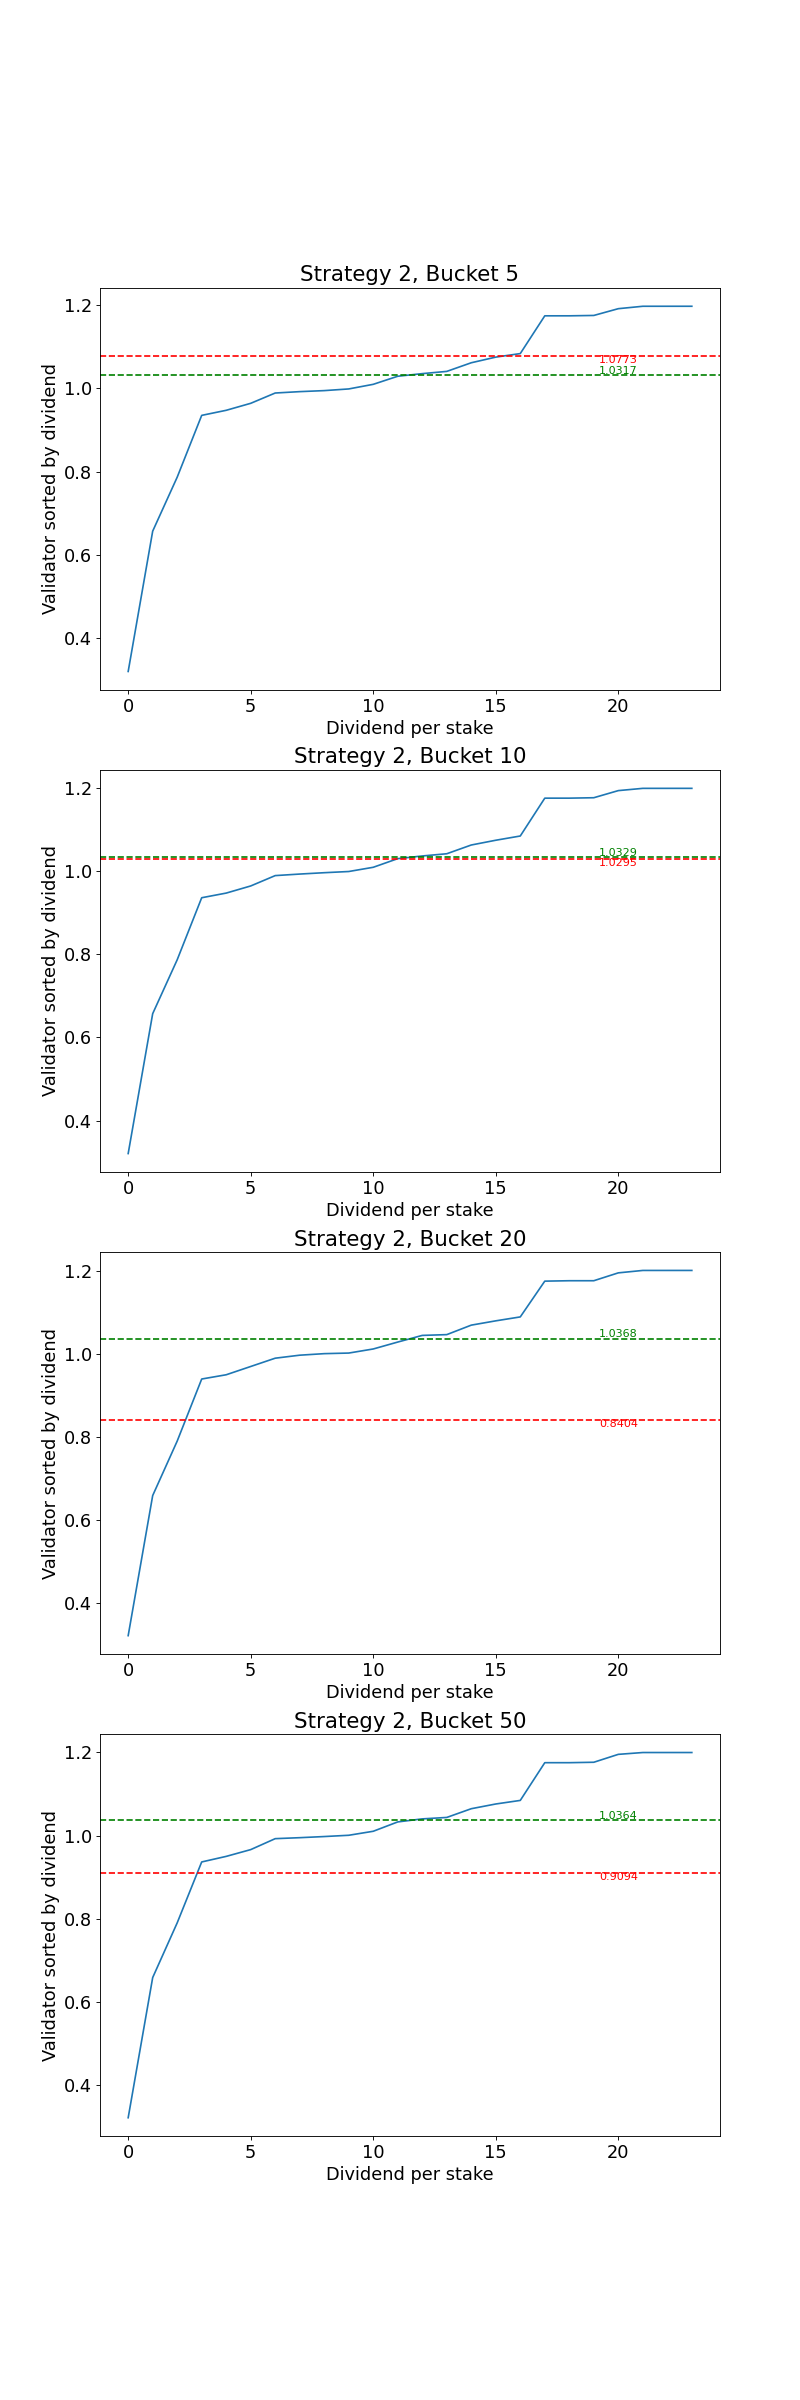 Strategy 2, Bucket 5
1.2
1.0
0.8
0.6
0.4
Validator sorted by dividend
1.0773
1.0317
0 5 10 15 20
Dividend per stake
Strategy 2, Bucket 10
1.2
1.0
0.8
0.6
0.4
Validator sorted by dividend
1.0329
1.0295
0 5 10 15 20
Dividend per stake
Strategy 2, Bucket 20
1.2
1.0
0.8
0.6
0.4
Validator sorted by dividend
1.0368
0.8404
0 5 10 15 20
Dividend per stake
Strategy 2, Bucket 50
1.2
1.0
0.8
0.6
0.4
Validator sorted by dividend
1.0364
0.9094
0 5 10 15 20
Dividend per stake